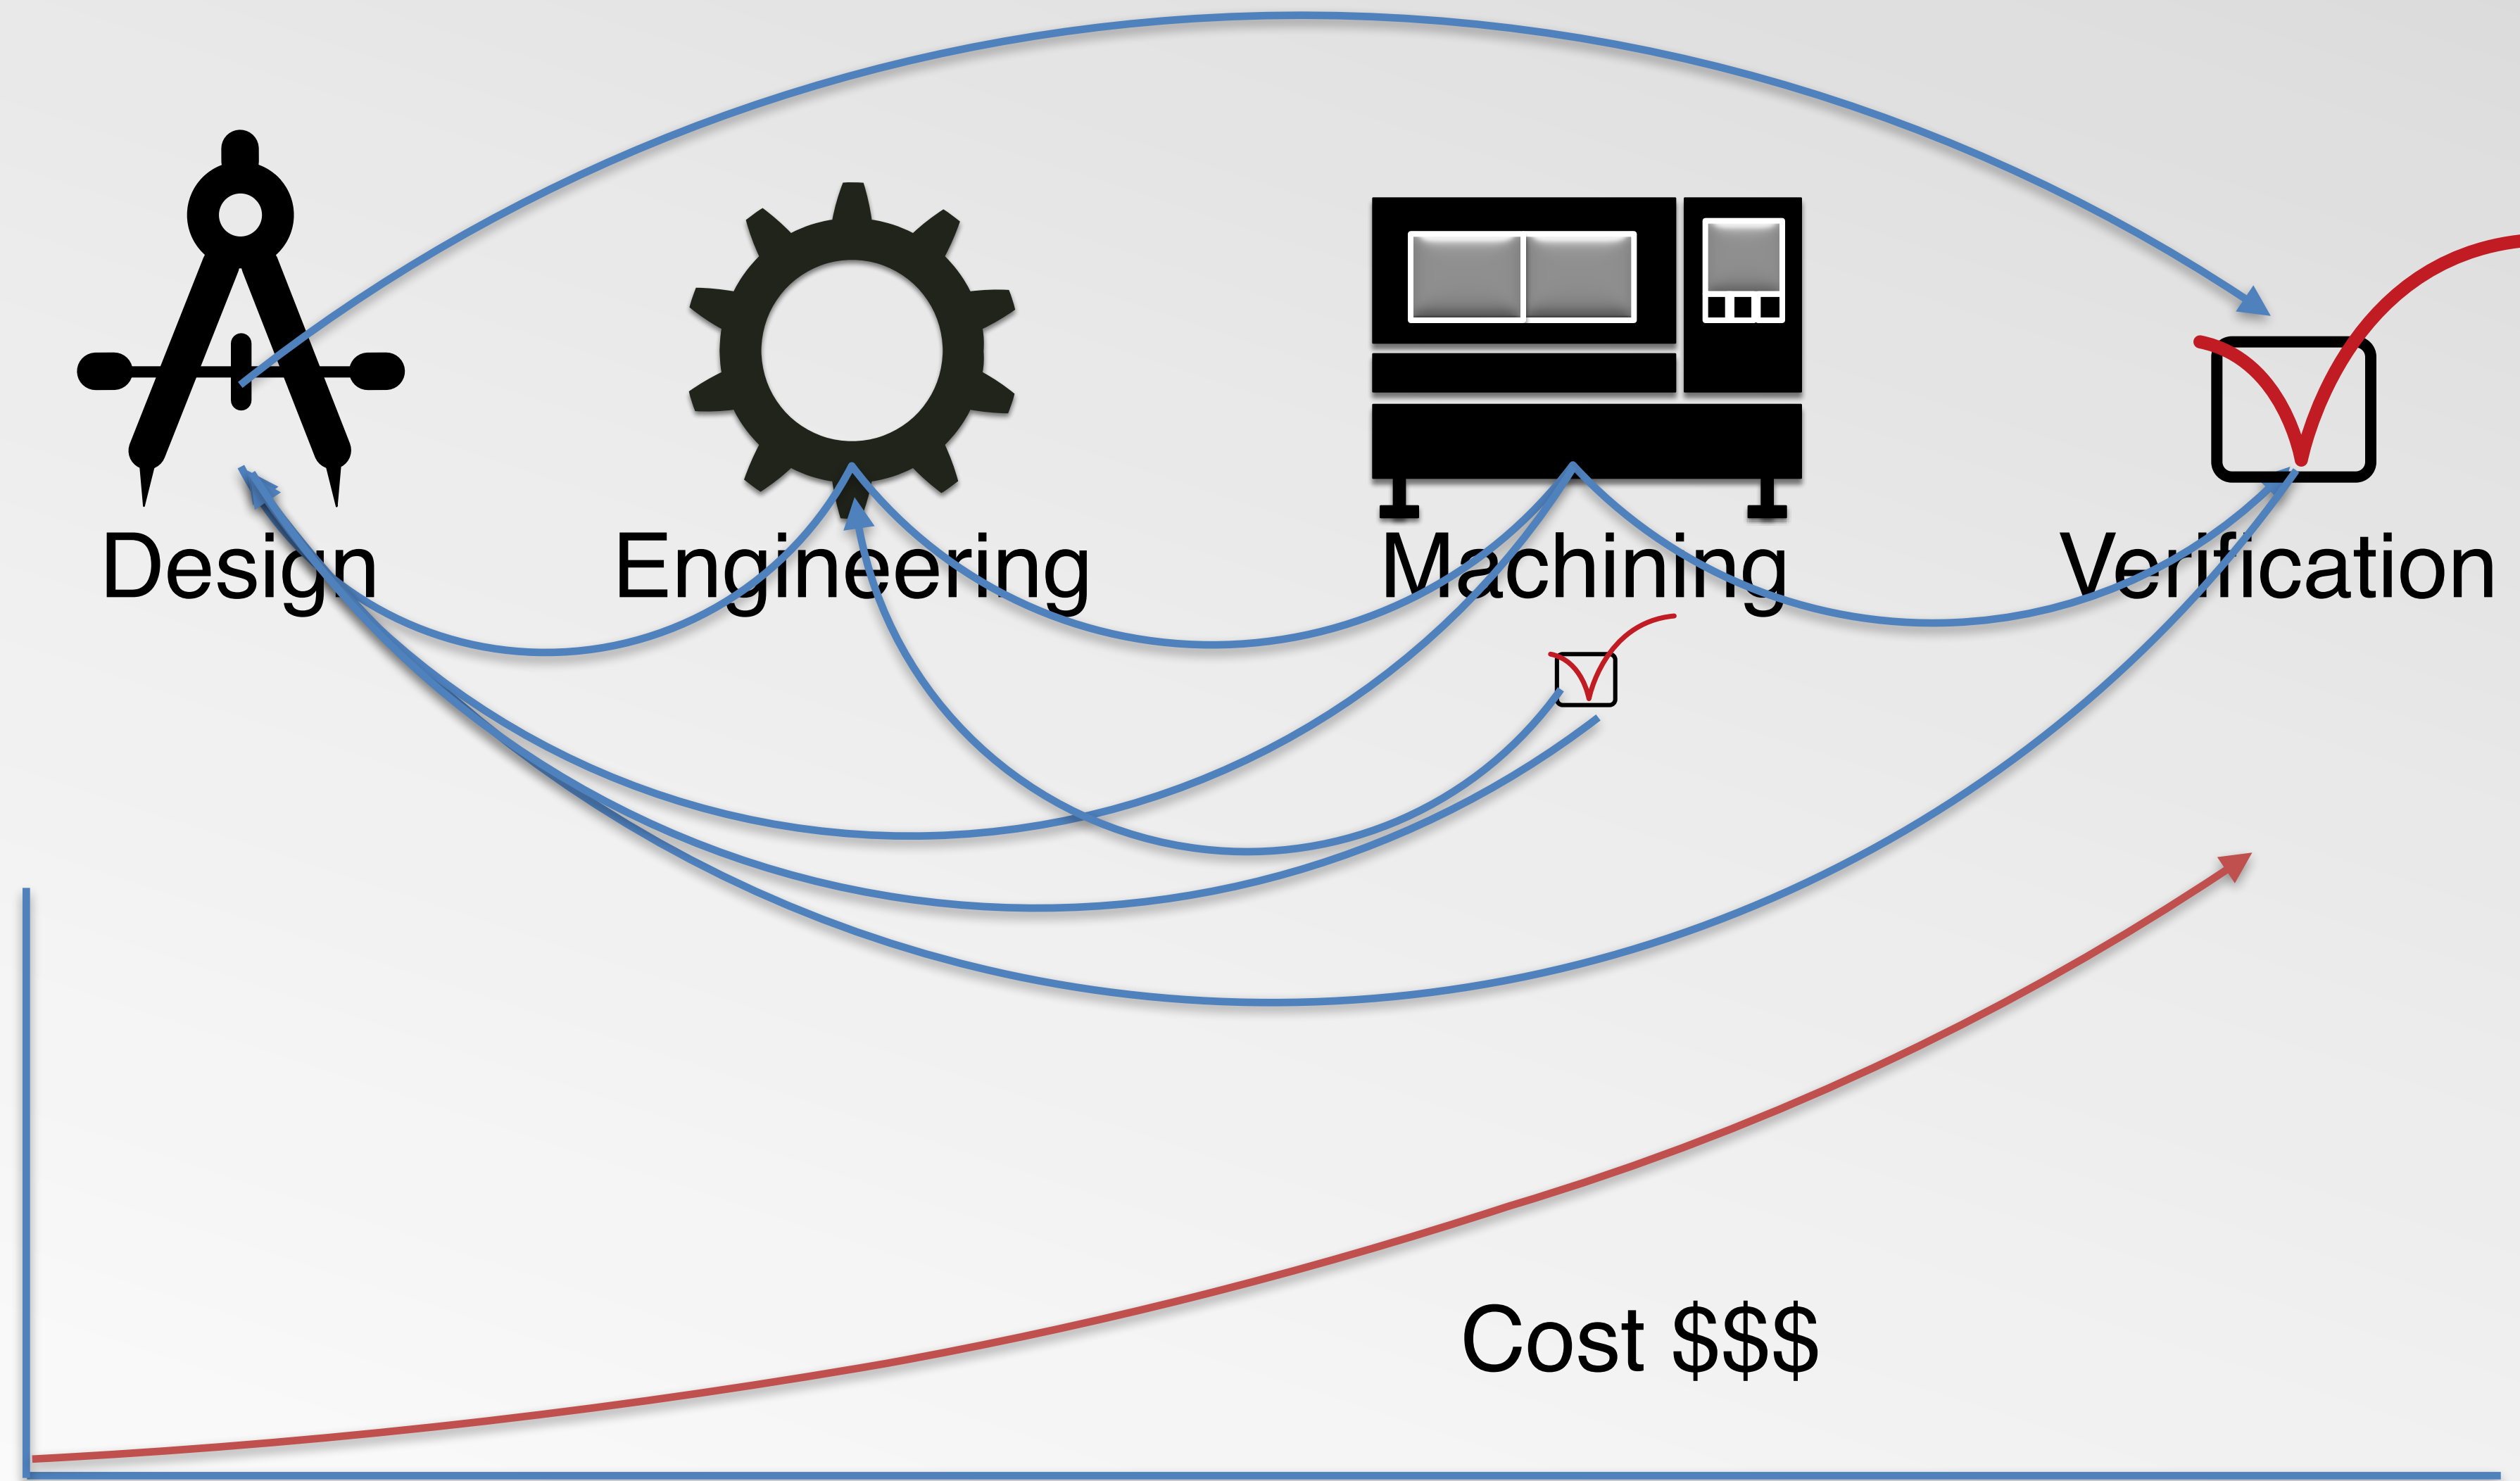 Design
Engineering
Machining
Verification
Cost $$$